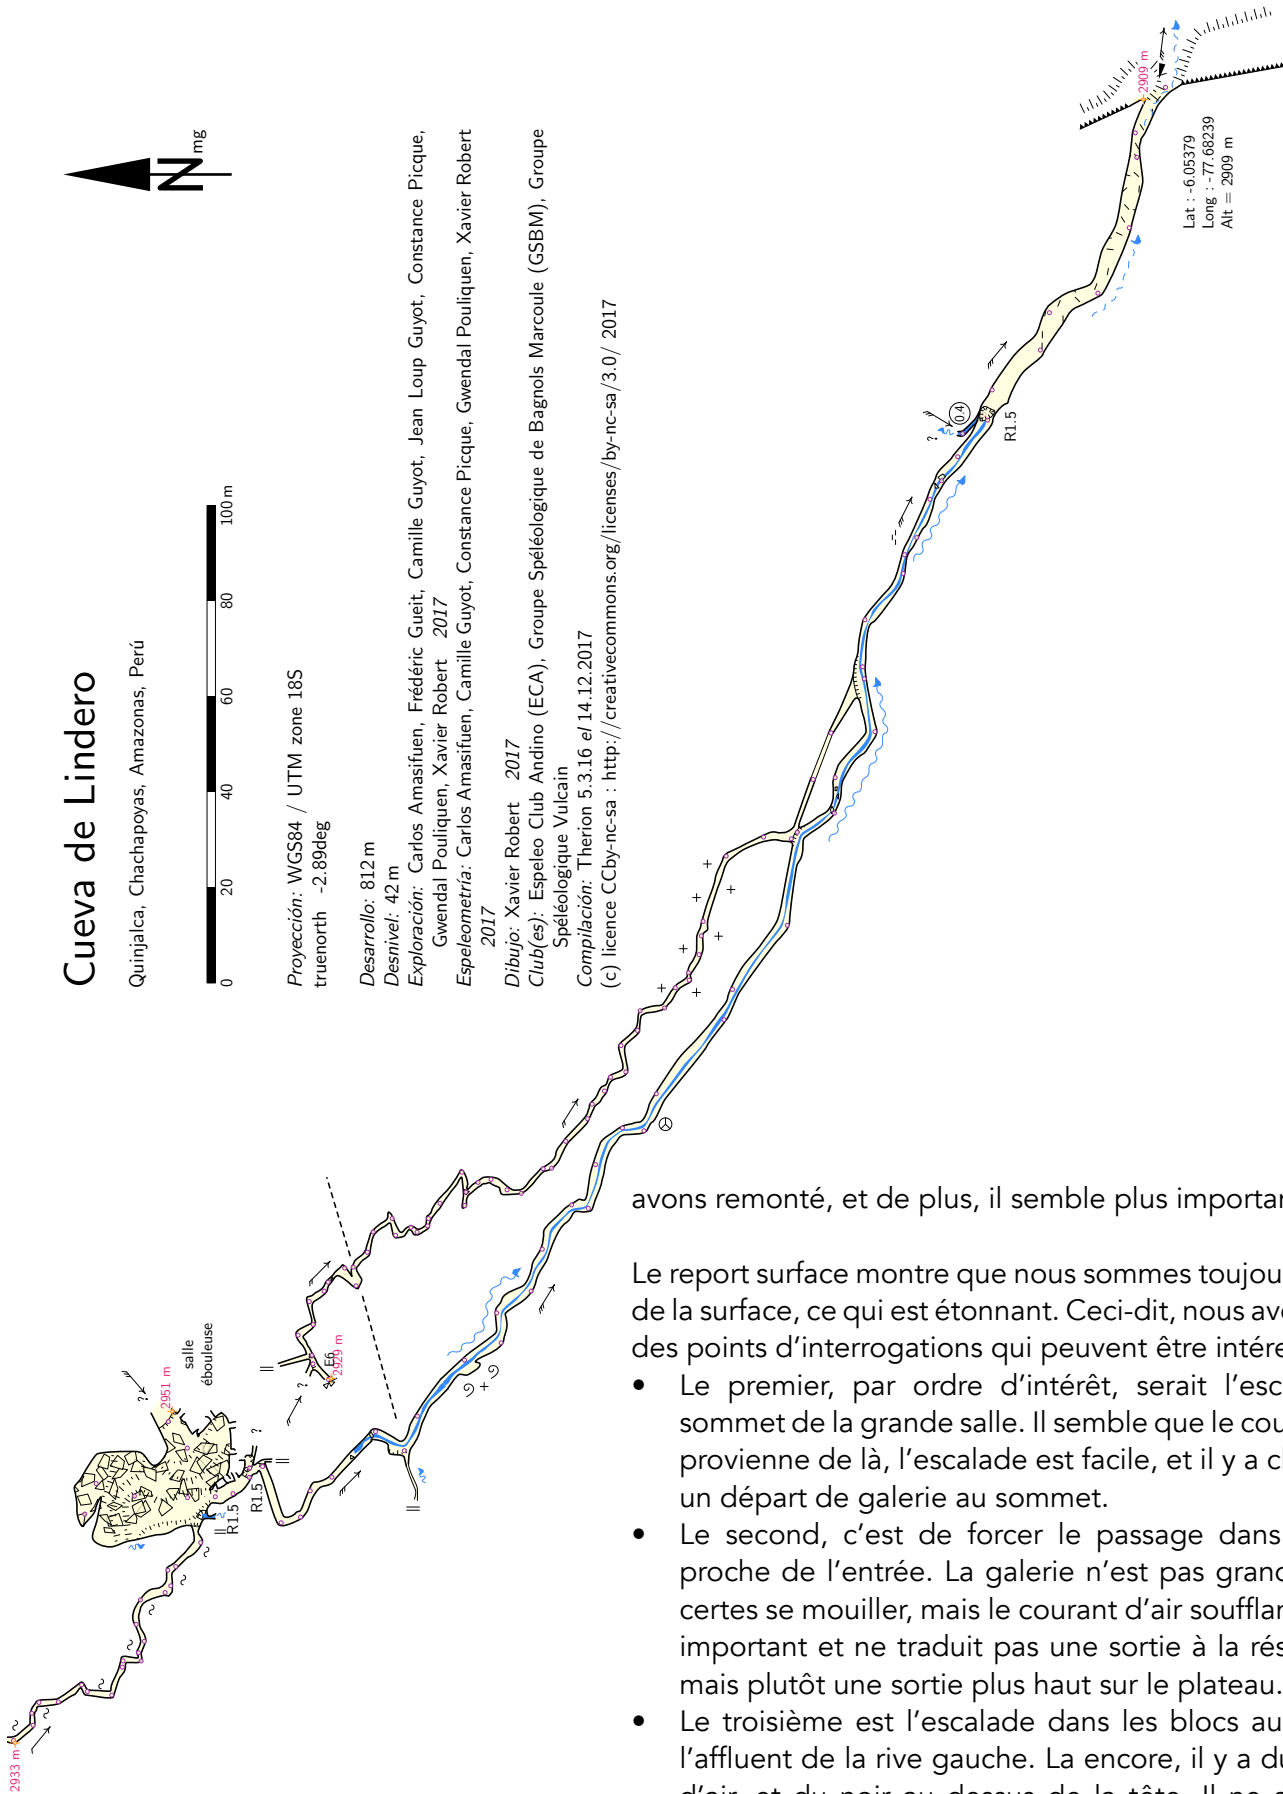 Cueva de Lindero
Quinjalca, Chachapoyas, Amazonas, Perú
0 20 40 60 80 100 m
N mg
Proyección: WGS84 / UTM zone 18S
truenorth -2.89deg
Desarrollo: 812 m
Desnivel: 42 m
Exploración: Carlos Amasifuen, Frédéric Gueit, Camille Guyot, Jean Loup Guyot, Constance Picque,
Gwendal Pouliquen, Xavier Robert 2017
Espeleometría: Carlos Amasifuen, Camille Guyot, Constance Picque, Gwendal Pouliquen, Xavier Robert
2017
Dibujo: Xavier Robert 2017
Club(es): Espeleo Club Andino (ECA), Groupe Spéléologique de Bagnols Marcoule (GSBM), Groupe
Spéléologique Vulcain
Compilación: Therion 5.3.16 el 14.12.2017
(c) licence CCby-nc-sa : http://creativecommons.org/licenses/by-nc-sa/3.0/ 2017
2909 m
Lat : -6.05379
Long : -77.68239
Alt = 2909 m
?
0.4
R1.5
E6
2929 m
?
salle
ébouleuse
2951 m
?
?
R1.5
R1.5
2933 m
avons remonté, et de plus, il semble plus importan
Le report surface montre que nous sommes toujou
de la surface, ce qui est étonnant. Ceci-dit, nous av
des points d'interrogations qui peuvent être intére
• Le premier, par ordre d'intérêt, serait l'esc
sommet de la grande salle. Il semble que le cou
provienne de là, l'escalade est facile, et il y a c
un départ de galerie au sommet.
• Le second, c'est de forcer le passage dans
proche de l'entrée. La galerie n'est pas grand
certes se mouiller, mais le courant d'air soufflar
important et ne traduit pas une sortie à la rés
mais plutôt une sortie plus haut sur le plateau.
• Le troisième est l'escalade dans les blocs au
l'affluent de la rive gauche. La encore, il y a du
d'air, et du noir au dessus de la tête. Il ne